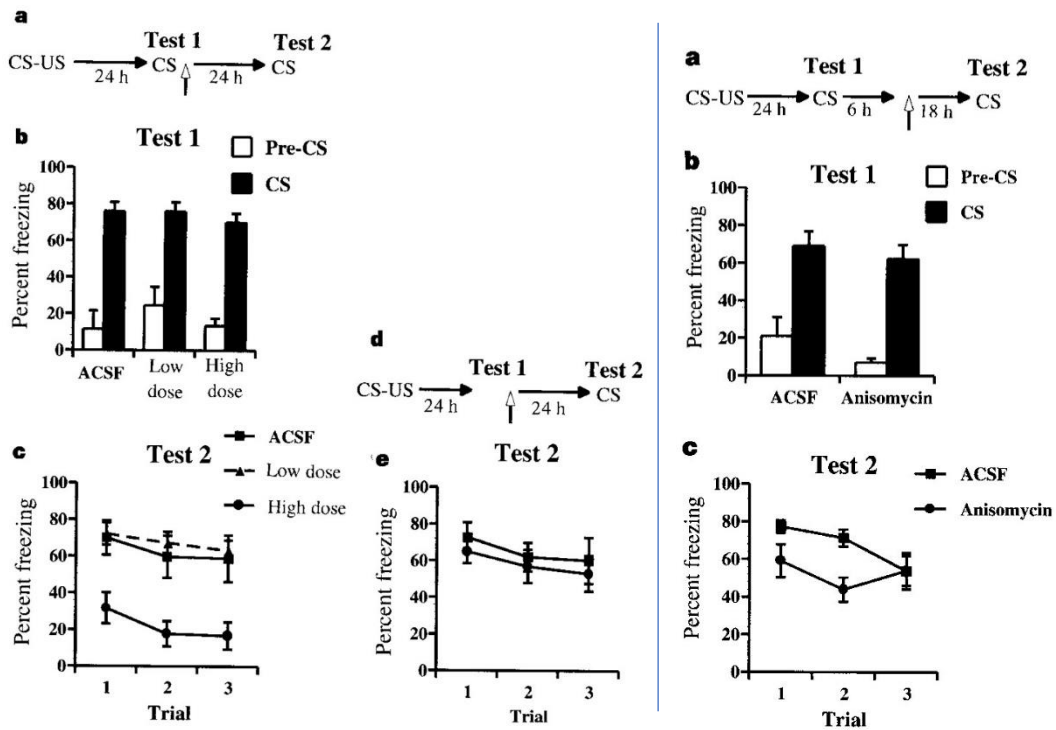 a
Test 1
Test 2
CS-US
24 h
CS
24 h
CS
b
Test 1
Pre-CS
CS
Percent freezing
100
80
60
40
20
0
ACSF
Low dose
High dose
c
Test 2
ACSF
Low dose
High dose
Percent freezing
100
80
60
40
20
0
1 2 3
Trial
d
Test 1
Test 2
CS-US
24 h
24 h
CS
e
Test 2
Percent freezing
100
80
60
40
20
0
1 2 3
Trial
a
Test 1
Test 2
CS-US
24 h
CS
6 h
18 h
CS
b
Test 1
Pre-CS
CS
Percent freezing
100
80
60
40
20
0
ACSF
Anisomycin
c
Test 2
ACSF
Anisomycin
Percent freezing
100
80
60
40
20
0
1 2 3
Trial